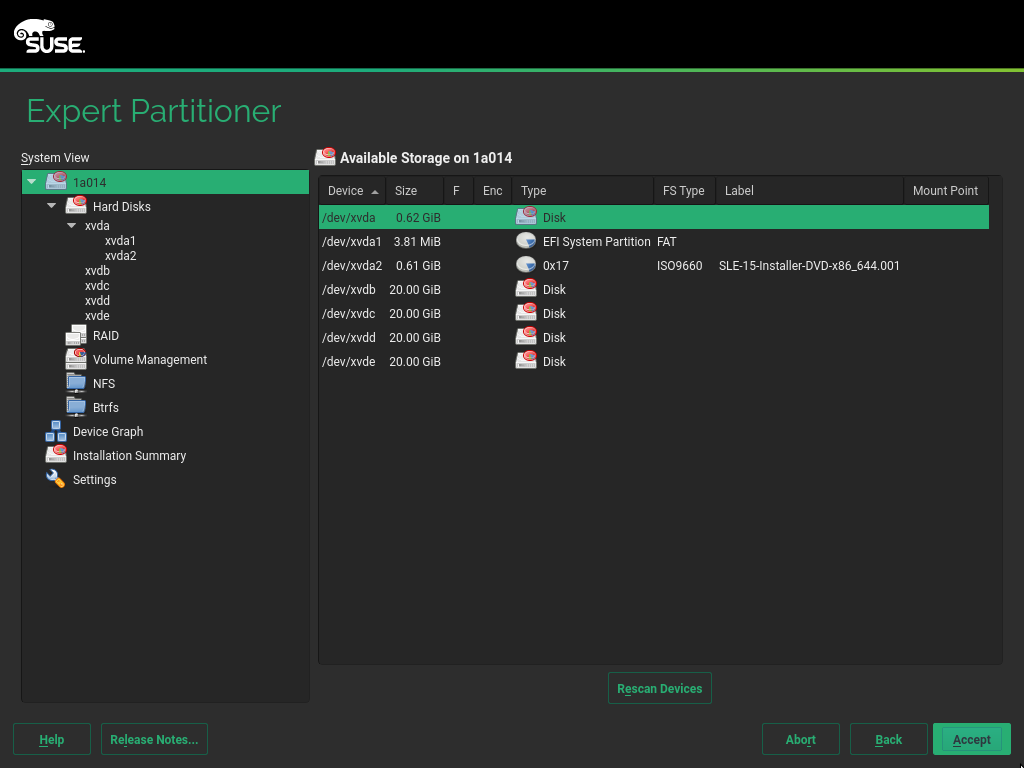 SUSE.
Expert Partitioner
System View
1a014
Hard Disks
xvda
xvda1
xvda2
xvdb
xvdc
xvdd
xvde
RAID
Volume Management
NFS
Btrfs
Device Graph
Installation Summary
Settings
Available Storage on 1a014
Device Size F Enc Type FS Type Label Mount Point
/dev/xvda 0.62 GiB Disk
/dev/xvda1 3.81 MiB EFI System Partition FAT
/dev/xvda2 0.61 GiB 0x17 ISO9660 SLE-15-Installer-DVD-x86_644.001
/dev/xvdb 20.00 GiB Disk
/dev/xvdc 20.00 GiB Disk
/dev/xvdd 20.00 GiB Disk
/dev/xvde 20.00 GiB Disk
Rescan Devices
Help Release Notes... Abort Back Accept